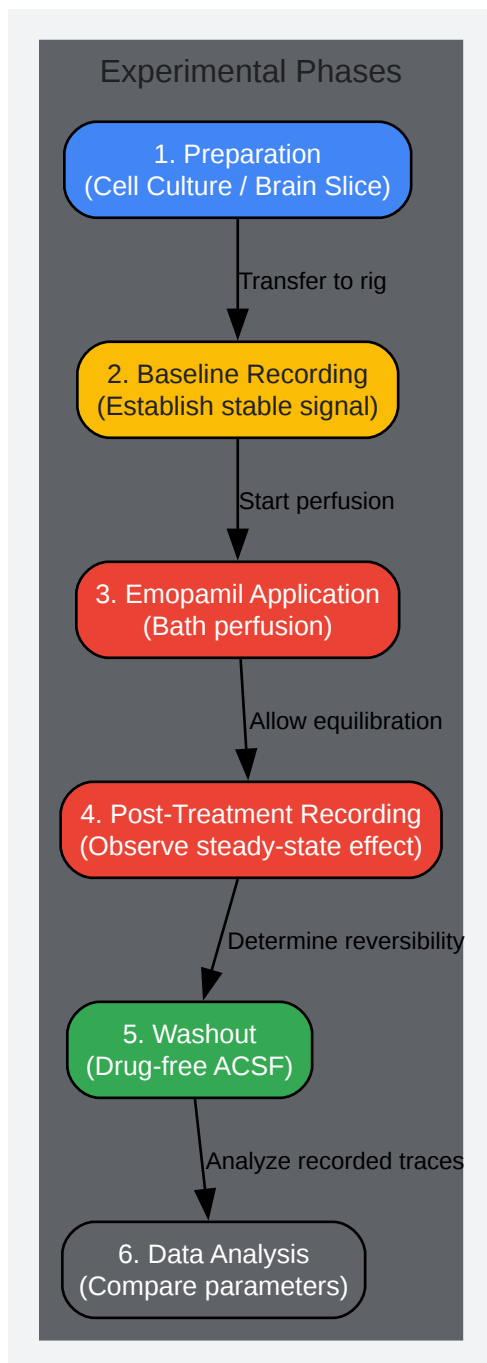 Experimental Phases
1. Preparation
(Cell Culture / Brain Slice)
Transfer to rig
2. Baseline Recording
(Establish stable signal)
Start perfusion
3. Emopamil Application
(Bath perfusion)
Allow equilibration
4. Post-Treatment Recording
(Observe steady-state effect)
Determine reversibility
5. Washout
(Drug-free ACSF)
Analyze recorded traces
6. Data Analysis
(Compare parameters)